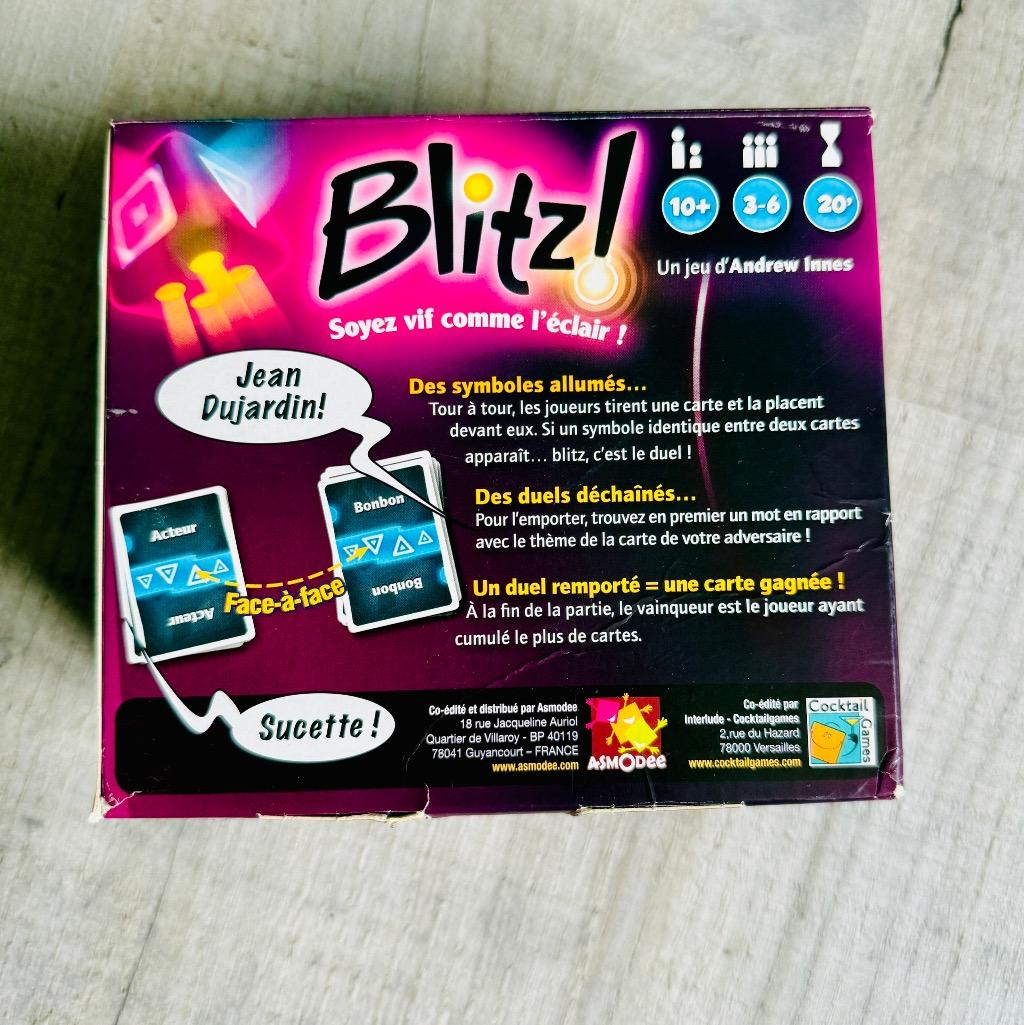 Blitz!
Soyez vif comme l'éclair !
10+
3-6
20'
Un jeu d'Andrew Innes
Jean
Dujardin!
Des symboles allumés...
Tour à tour, les joueurs tirent une carte et la placent
devant eux. Si un symbole identique entre deux cartes
apparaît... blitz, c'est le duel !
Des duels déchaînés...
Pour l'emporter, trouvez en premier un mot en rapport
avec le thème de la carte de votre adversaire !
Un duel remporté = une carte gagnée !
À la fin de la partie, le vainqueur est le joueur ayant
cumulé le plus de cartes.
Acteur
Acteur
Bonbon
Bonbon
Face-à-face
Sucette !
Co-édité et distribué par Asmodee
18 rue Jacqueline Auriol
Quartier de Villaroy - BP 40119
78041 Guyancourt – FRANCE
www.asmodee.com
ASMODee
Co-édité par
Interlude - Cocktailgames
2,rue du Hazard
78000 Versailles
www.cocktailgames.com
Cocktail
Games